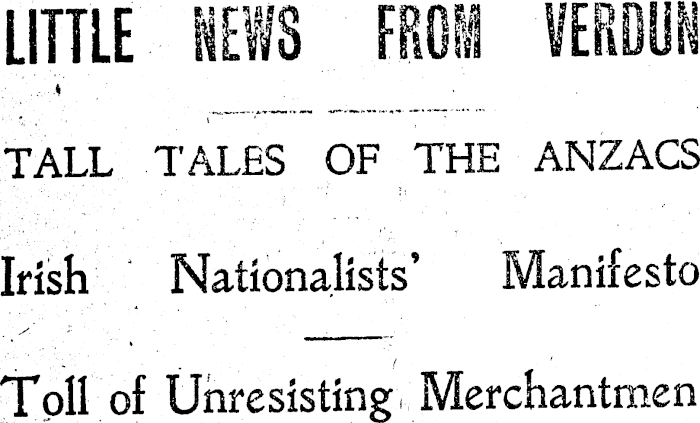 LITTLE NEWS FROM VERDUN
TALL TALES OF THE ANZACS
Irish Nationalists' Manifesto
Toll of Unresisting Merchantmen